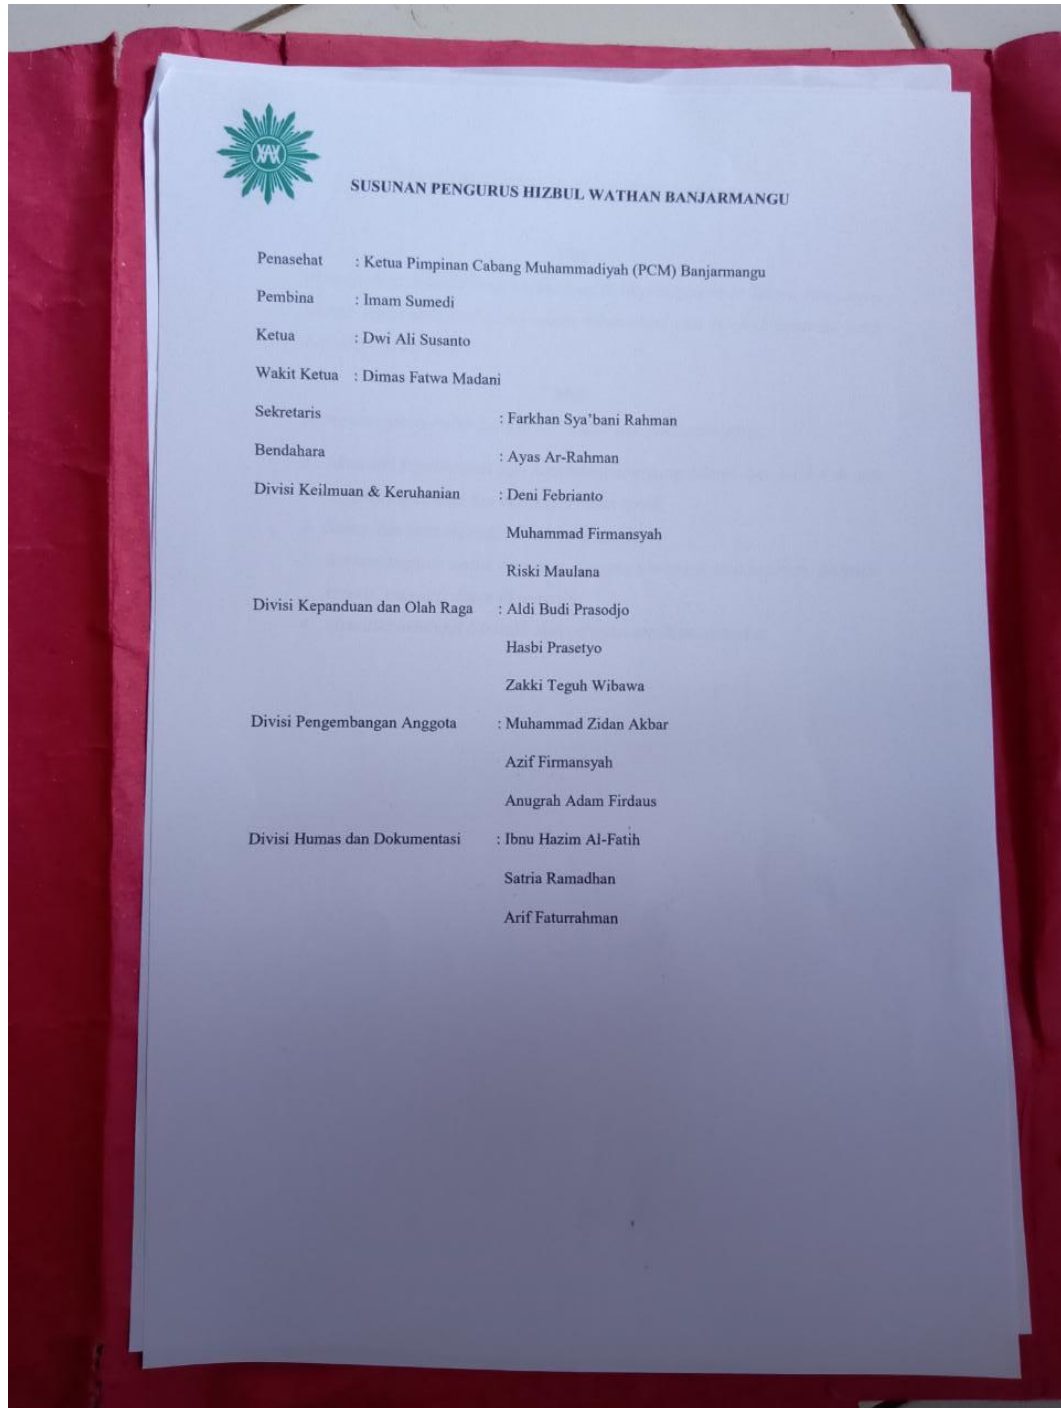 SUSUNAN PENGURUS HIZBUL WATHAN BANJARMANGU
Penasehat : Ketua Pimpinan Cabang Muhammadiyah (PCM) Banjarmangu
Pembina : Imam Sumedi
Ketua : Dwi Ali Susanto
Wakit Ketua : Dimas Fatwa Madani
Sekretaris : Farkhan Sya'bani Rahman
Bendahara : Ayas Ar-Rahman
Divisi Keilmuan & Keruhanian : Deni Febrianto
Muhammad Firmansyah
Riski Maulana
Divisi Kepanduan dan Olah Raga : Aldi Budi Prasodjo
Hasbi Prasetyo
Zakki Teguh Wibawa
Divisi Pengembangan Anggota : Muhammad Zidan Akbar
Azif Firmansyah
Anugrah Adam Firdaus
Divisi Humas dan Dokumentasi : Ibnu Hazim Al-Fatih
Satria Ramadhan
Arif Faturrahman